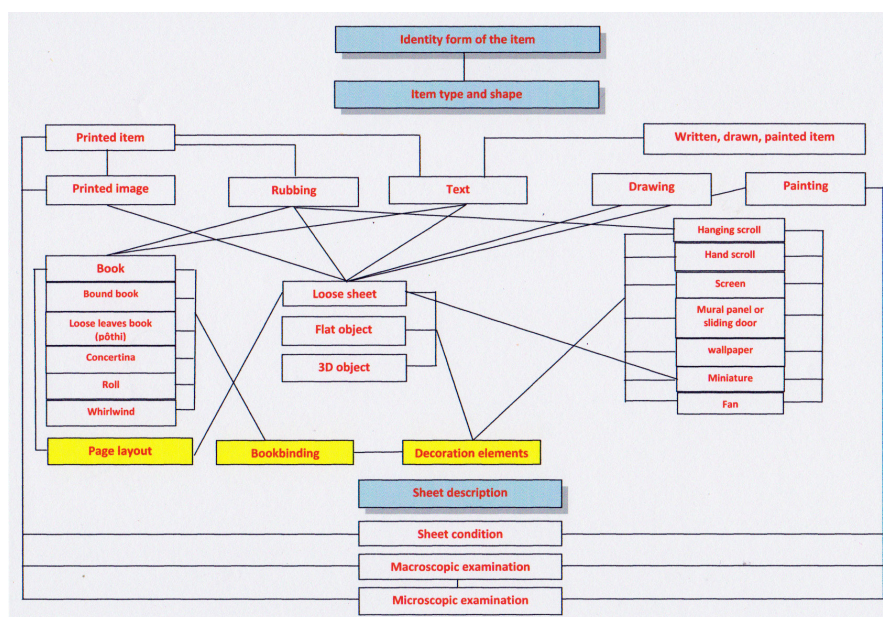 Identity form of the item
Item type and shape
Printed item
Written, drawn, painted item
Printed image
Rubbing
Text
Drawing
Painting
Hanging scroll
Hand scroll
Screen
Mural panel or
sliding door
wallpaper
Miniature
Fan
Book
Bound book
Loose leaves book
(pôthi)
Concertina
Roll
Whirlwind
Loose sheet
Flat object
3D object
Page layout
Bookbinding
Decoration elements
Sheet description
Sheet condition
Macroscopic examination
Microscopic examination